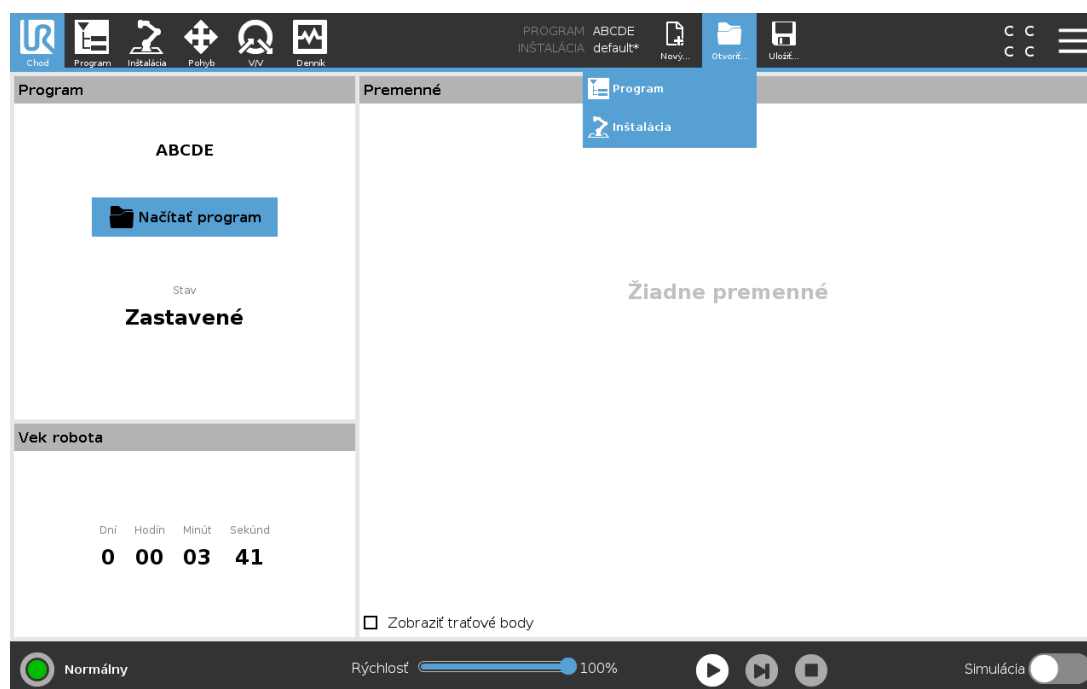 PROGRAM ABCDE
INŠTALÁCIA default*
C C
C C
Chod Program Inštalácia Pohyb V/V Denník Nový... Otvoriť... Uložiť...
Program
Premenné
Program
Inštalácia
ABCDE
Načítať program
Stav
Zastavené
Žiadne premenné
Vek robota
Dní Hodín Minút Sekúnd
0 00 03 41
Zobraziť traťové body
Normálny
Rýchlosť 100%
Simulácia